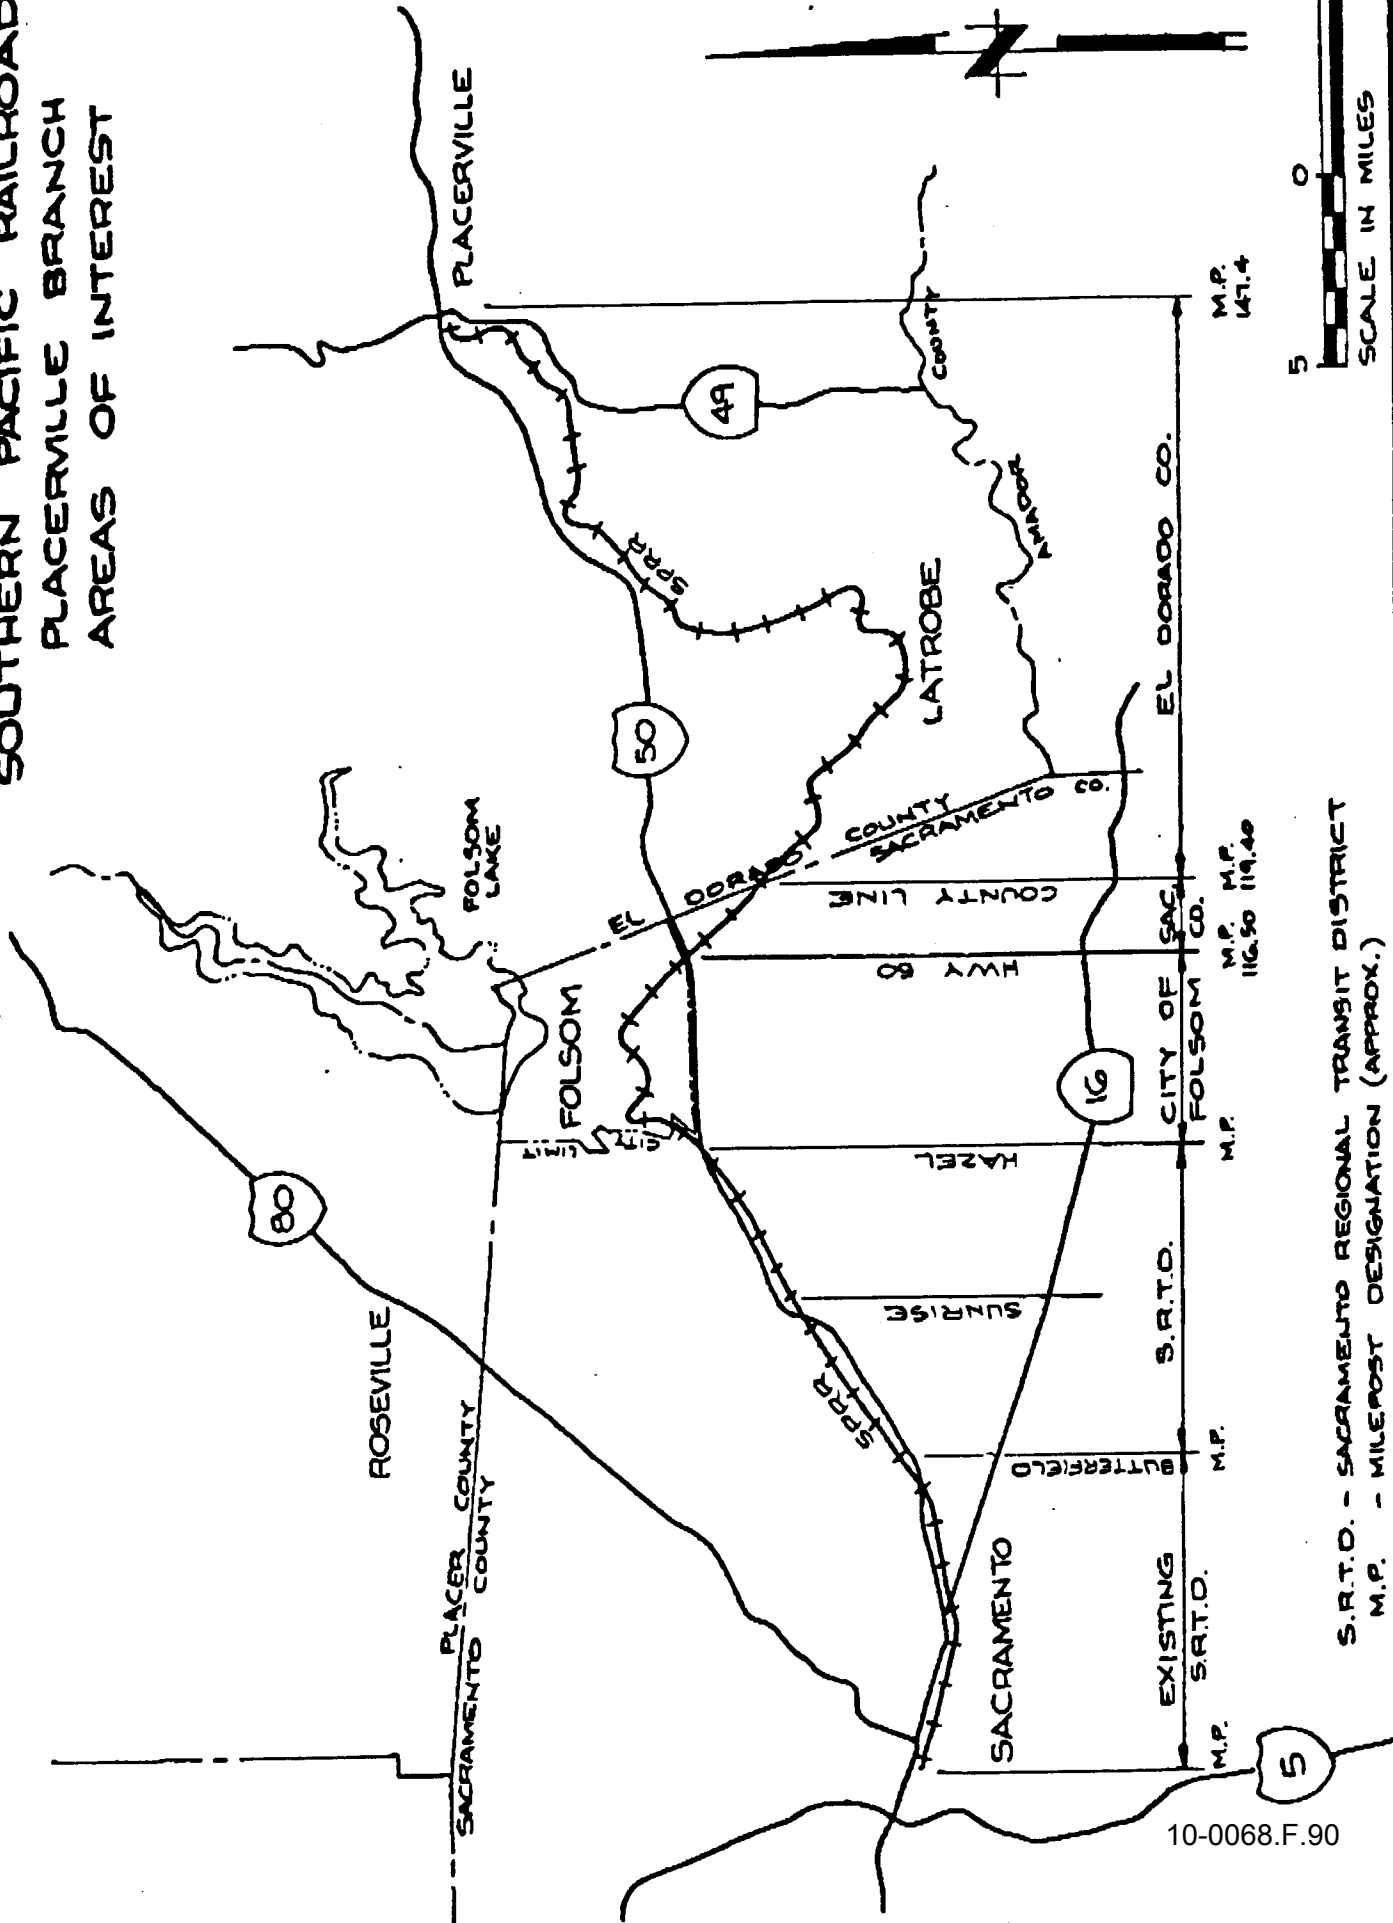 SOUTHERN PACIFIC RAILROAD
PLACERVILLE BRANCH
AREAS OF INTEREST
PLACERVILLE
ROSEVILLE
80
FOLSOM
LAKE
PLACER COUNTY
SACRAMENTO COUNTY
FOLSOM
CITY
LIMIT
50
49
SPRR
SPRR
LATROBE
EL DORADO COUNTY
SACRAMENTO CO.
AMADOR COUNTY
SACRAMENTO
BUTTERFIELD
SUNRISE
HAZEL
HWY 50
COUNTY LINE
16
5
EXISTING
S.R.T.D.
S.R.T.D.
CITY OF
FOLSOM
SAC.
CO.
EL DORADO CO.
M.P.
M.P.
M.P.
M.P.
116.50
M.P.
119.40
M.P.
147.4
N
5 0
SCALE IN MILES
S.R.T.D. - SACRAMENTO REGIONAL TRANSIT DISTRICT
M.P. - MILEPOST DESIGNATION (APPROX.)
10-0068.F.90